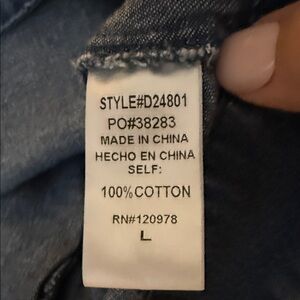 STYLE#D24801
PO#38283
MADE IN CHINA
HECHO EN CHINA
SELF:
100%COTTON
RN#120978
L